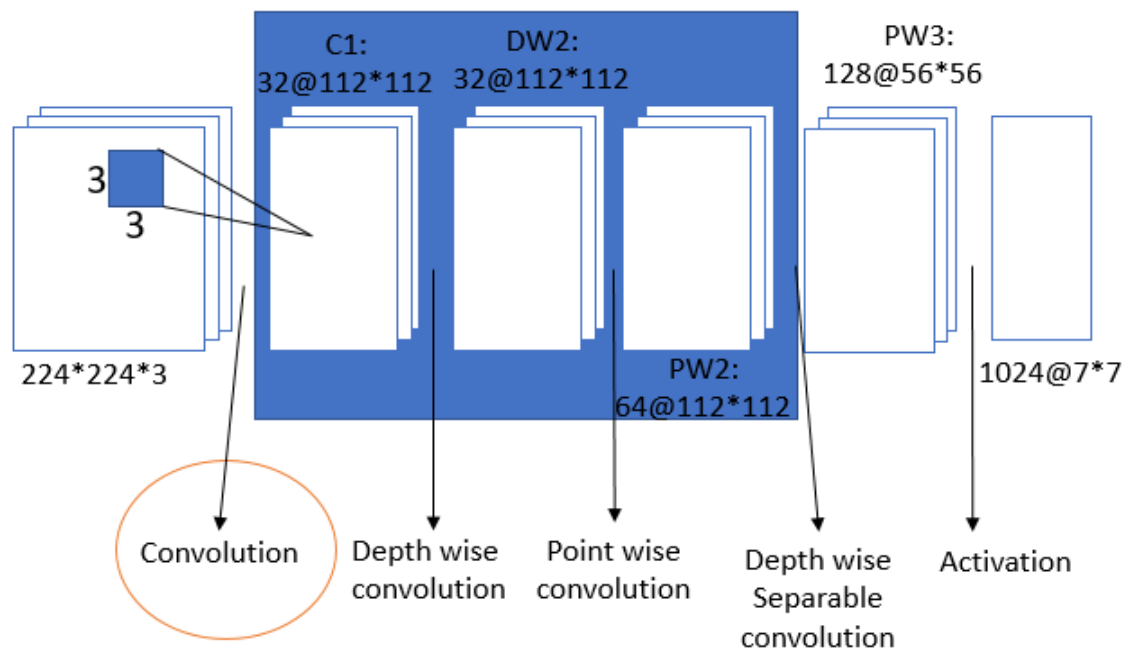 C1:
32@112*112
DW2:
32@112*112
PW3:
128@56*56
3
3
224*224*3
PW2:
64@112*112
1024@7*7
Convolution
Depth wise
convolution
Point wise
convolution
Depth wise
Separable
convolution
Activation